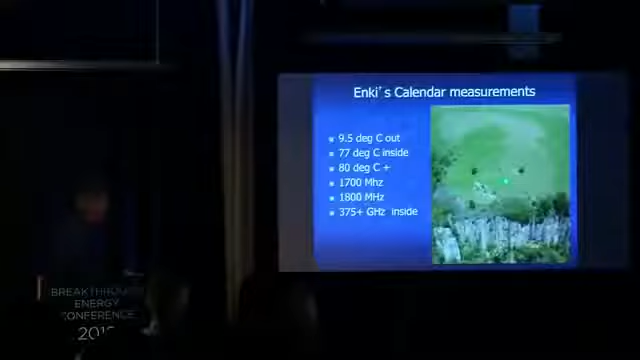 Enki's Calendar measurements
9.5 deg C out
77 deg C inside
80 deg C +
1700 Mhz
1800 MHz
375+ GHz inside
BREAKTHROUGH
ENERGY
CONFERENCE